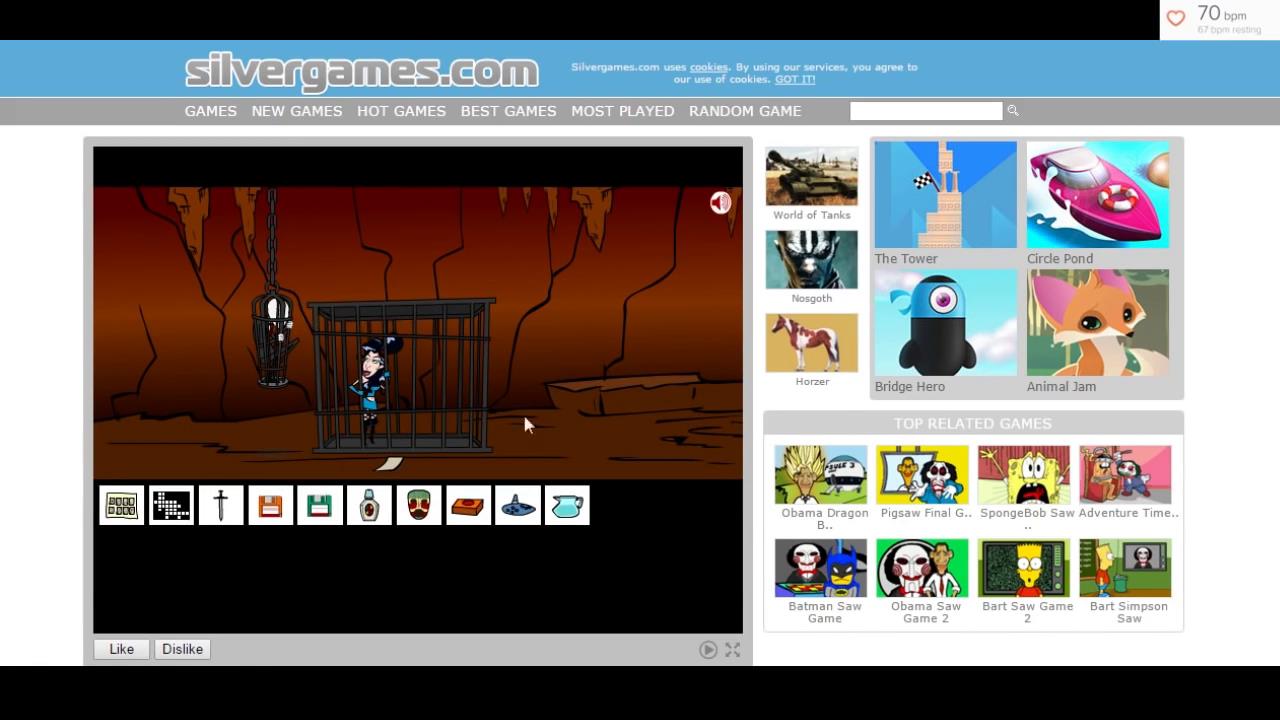 70 bpm
67 bpm resting
silvergames.com
Silvergames.com uses cookies. By using our services, you agree to
our use of cookies. GOT IT!
GAMES NEW GAMES HOT GAMES BEST GAMES MOST PLAYED RANDOM GAME
World of Tanks
Nosgoth
Horzer
The Tower
Circle Pond
Bridge Hero
Animal Jam
TOP RELATED GAMES
Obama Dragon
B..
Pigsaw Final G..
SpongeBob Saw
..
Adventure Time..
Batman Saw
Game
Obama Saw
Game 2
Bart Saw Game
2
Bart Simpson
Saw
Like
Dislike